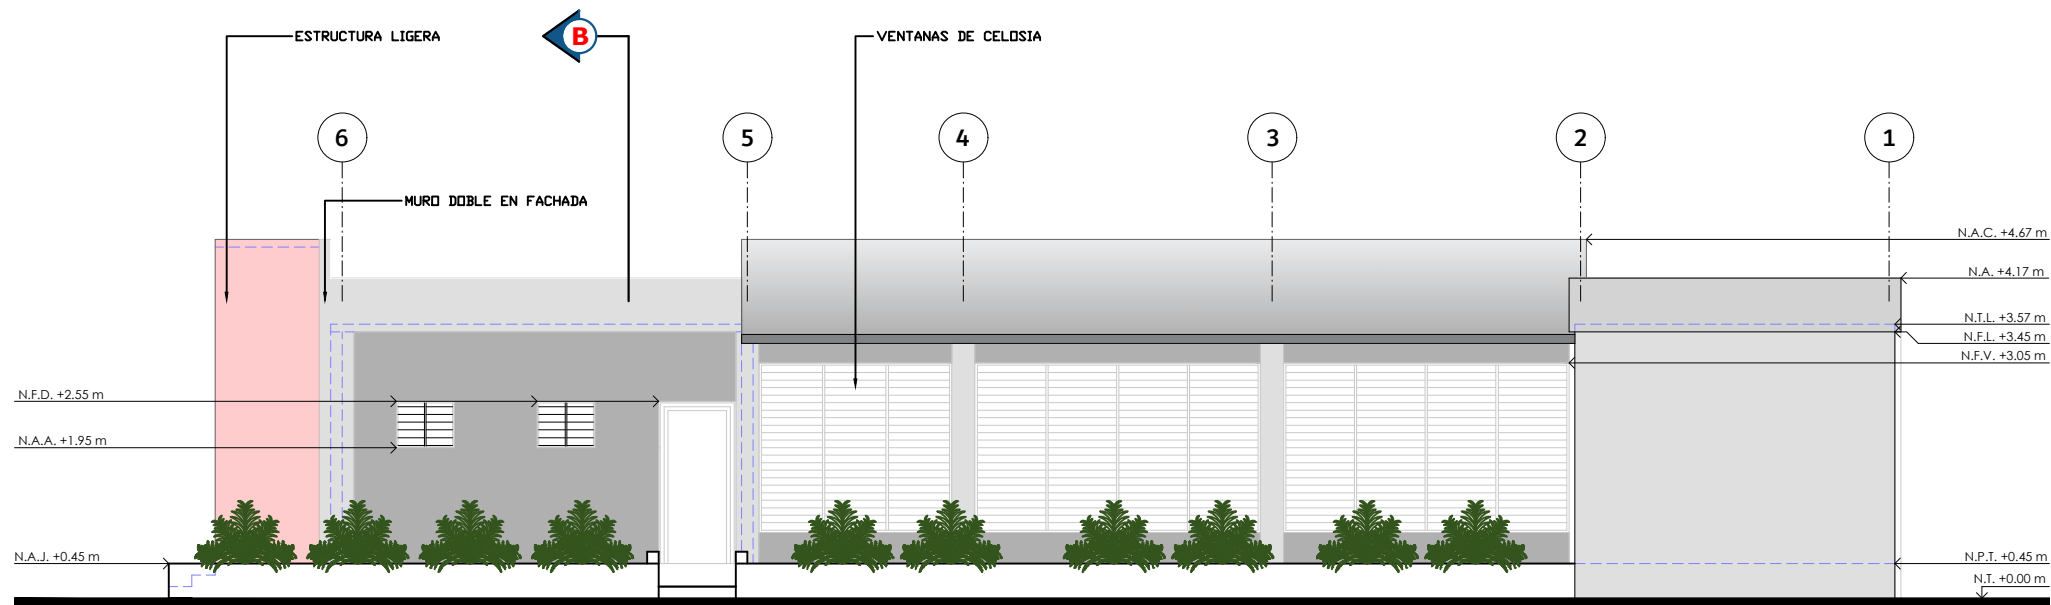 ESTRUCTURA LIGERA
B
VENTANAS DE CELOSIA
6
5
4
3
2
1
MURO DOBLE EN FACHADA
N.A.C. +4.67 m
N.A. +4.17 m
N.T.L. +3.57 m
N.F.L. +3.45 m
N.F.V. +3.05 m
N.F.D. +2.55 m
N.A.A. +1.95 m
N.A.J. +0.45 m
N.P.T. +0.45 m
N.T. +0.00 m